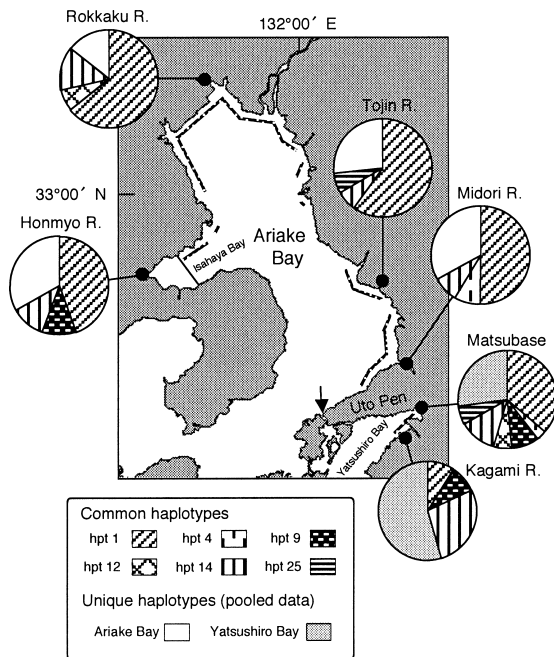 Rokkaku R.
132°00´ E
Tojin R.
33°00´ N
Midori R.
Honmyo R.
Isahaya Bay
Ariake
Bay
Matsubase
Uto Pen
Yatsushiro Bay
Kagami R.
Common haplotypes
hpt 1 hpt 4 hpt 9
hpt 12 hpt 14 hpt 25
Unique haplotypes (pooled data)
Ariake Bay Yatsushiro Bay